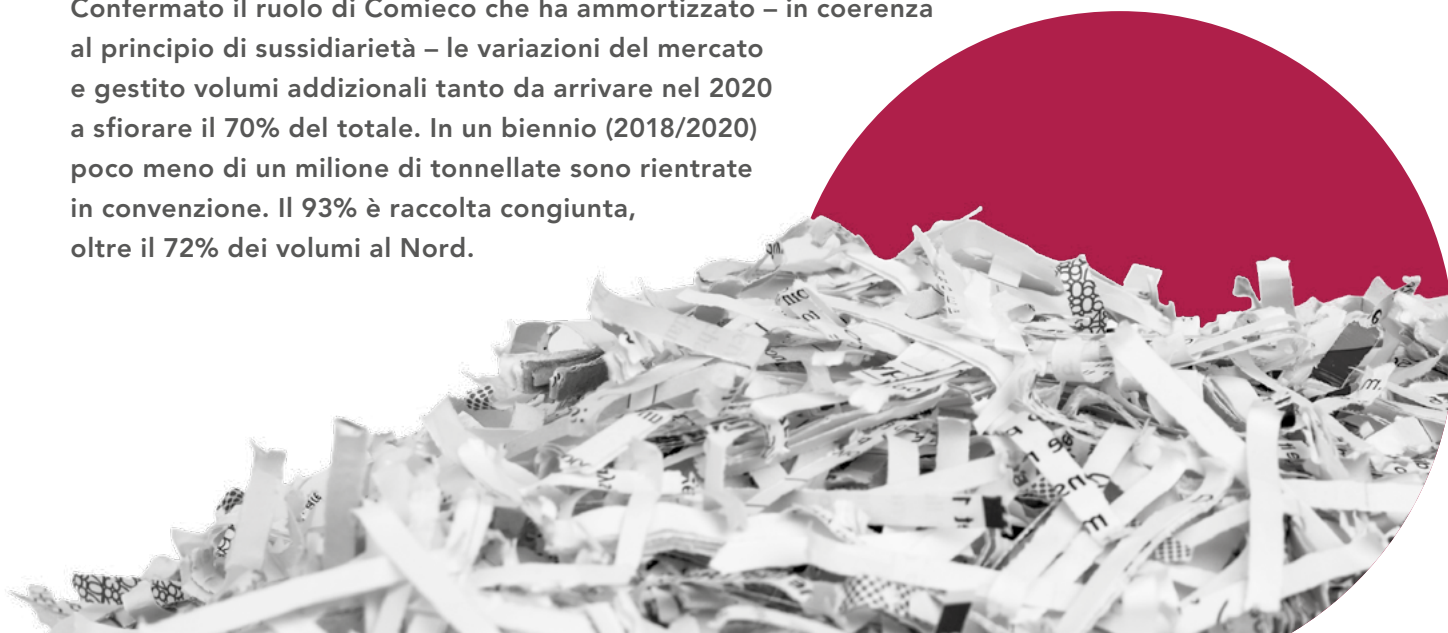 Confermato il ruolo di Comieco che ha ammortizzato – in coerenza
al principio di sussidiarietà – le variazioni del mercato
e gestito volumi addizionali tanto da arrivare nel 2020
a sfiorare il 70% del totale. In un biennio (2018/2020)
poco meno di un milione di tonnellate sono rientrate
in convenzione. Il 93% è raccolta congiunta,
oltre il 72% dei volumi al Nord.